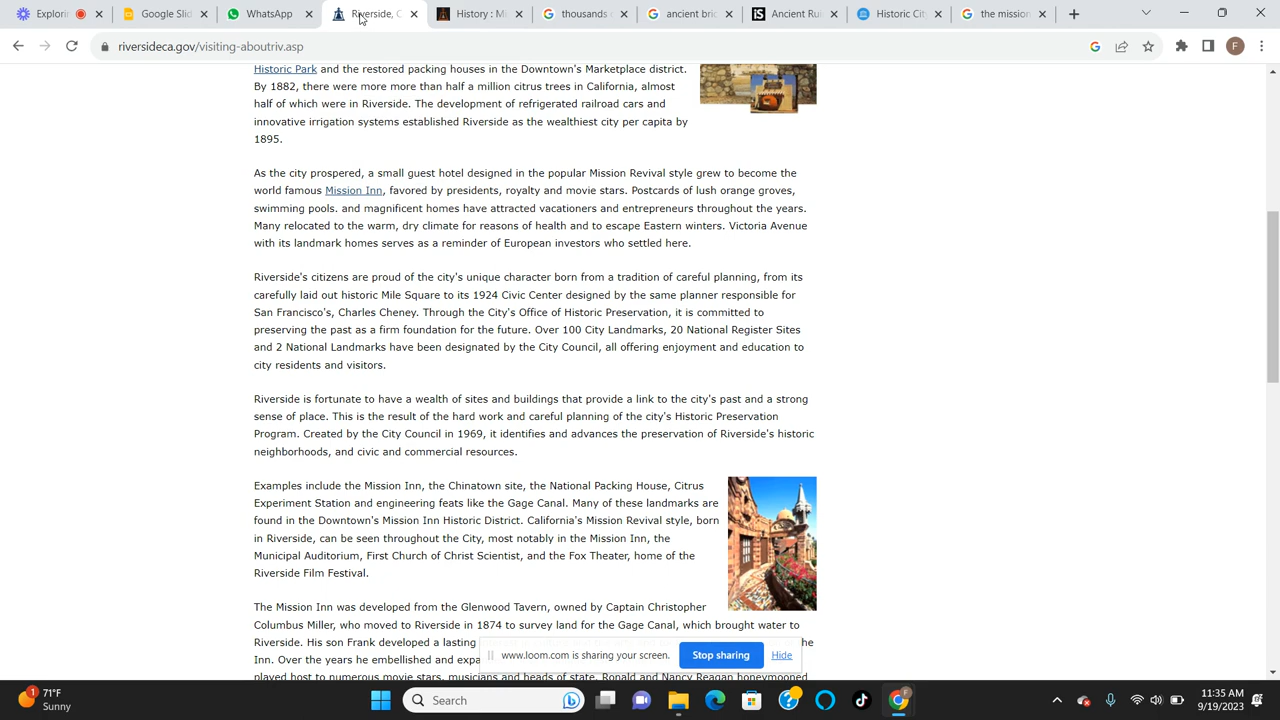 Explorin
Google Slid
WhatsApp
Riverside, C
History : Mi
thousands
ancient bric
Ancient Ru
Historic City
the mission
riversideca.gov/visiting-aboutriv.asp
F
Historic Park and the restored packing houses in the Downtown's Marketplace district.
By 1882, there were more more than half a million citrus trees in California, almost
half of which were in Riverside. The development of refrigerated railroad cars and
innovative irrigation systems established Riverside as the wealthiest city per capita by
1895.
As the city prospered, a small guest hotel designed in the popular Mission Revival style grew to become the
world famous Mission Inn, favored by presidents, royalty and movie stars. Postcards of lush orange groves,
swimming pools. and magnificent homes have attracted vacationers and entrepreneurs throughout the years.
Many relocated to the warm, dry climate for reasons of health and to escape Eastern winters. Victoria Avenue
with its landmark homes serves as a reminder of European investors who settled here.
Riverside's citizens are proud of the city's unique character born from a tradition of careful planning, from its
carefully laid out historic Mile Square to its 1924 Civic Center designed by the same planner responsible for
San Francisco's, Charles Cheney. Through the City's Office of Historic Preservation, it is committed to
preserving the past as a firm foundation for the future. Over 100 City Landmarks, 20 National Register Sites
and 2 National Landmarks have been designated by the City Council, all offering enjoyment and education to
city residents and visitors.
Riverside is fortunate to have a wealth of sites and buildings that provide a link to the city's past and a strong
sense of place. This is the result of the hard work and careful planning of the city's Historic Preservation
Program. Created by the City Council in 1969, it identifies and advances the preservation of Riverside's historic
neighborhoods, and civic and commercial resources.
Examples include the Mission Inn, the Chinatown site, the National Packing House, Citrus
Experiment Station and engineering feats like the Gage Canal. Many of these landmarks are
found in the Downtown's Mission Inn Historic District. California's Mission Revival style, born
in Riverside, can be seen throughout the City, most notably in the Mission Inn, the
Municipal Auditorium, First Church of Christ Scientist, and the Fox Theater, home of the
Riverside Film Festival.
The Mission Inn was developed from the Glenwood Tavern, owned by Captain Christopher
Columbus Miller, who moved to Riverside in 1874 to survey land for the Gage Canal, which brought water to
Riverside. His son Frank developed a lasting he
Inn. Over the years he embellished and expa
played host to numerous movie stars, musicians and heads of state. Ronald and Nancy Reagan honeymooned
www.loom.com is sharing your screen.
Stop sharing
Hide
1
71°F
Sunny
Search
11:35 AM
9/19/2023